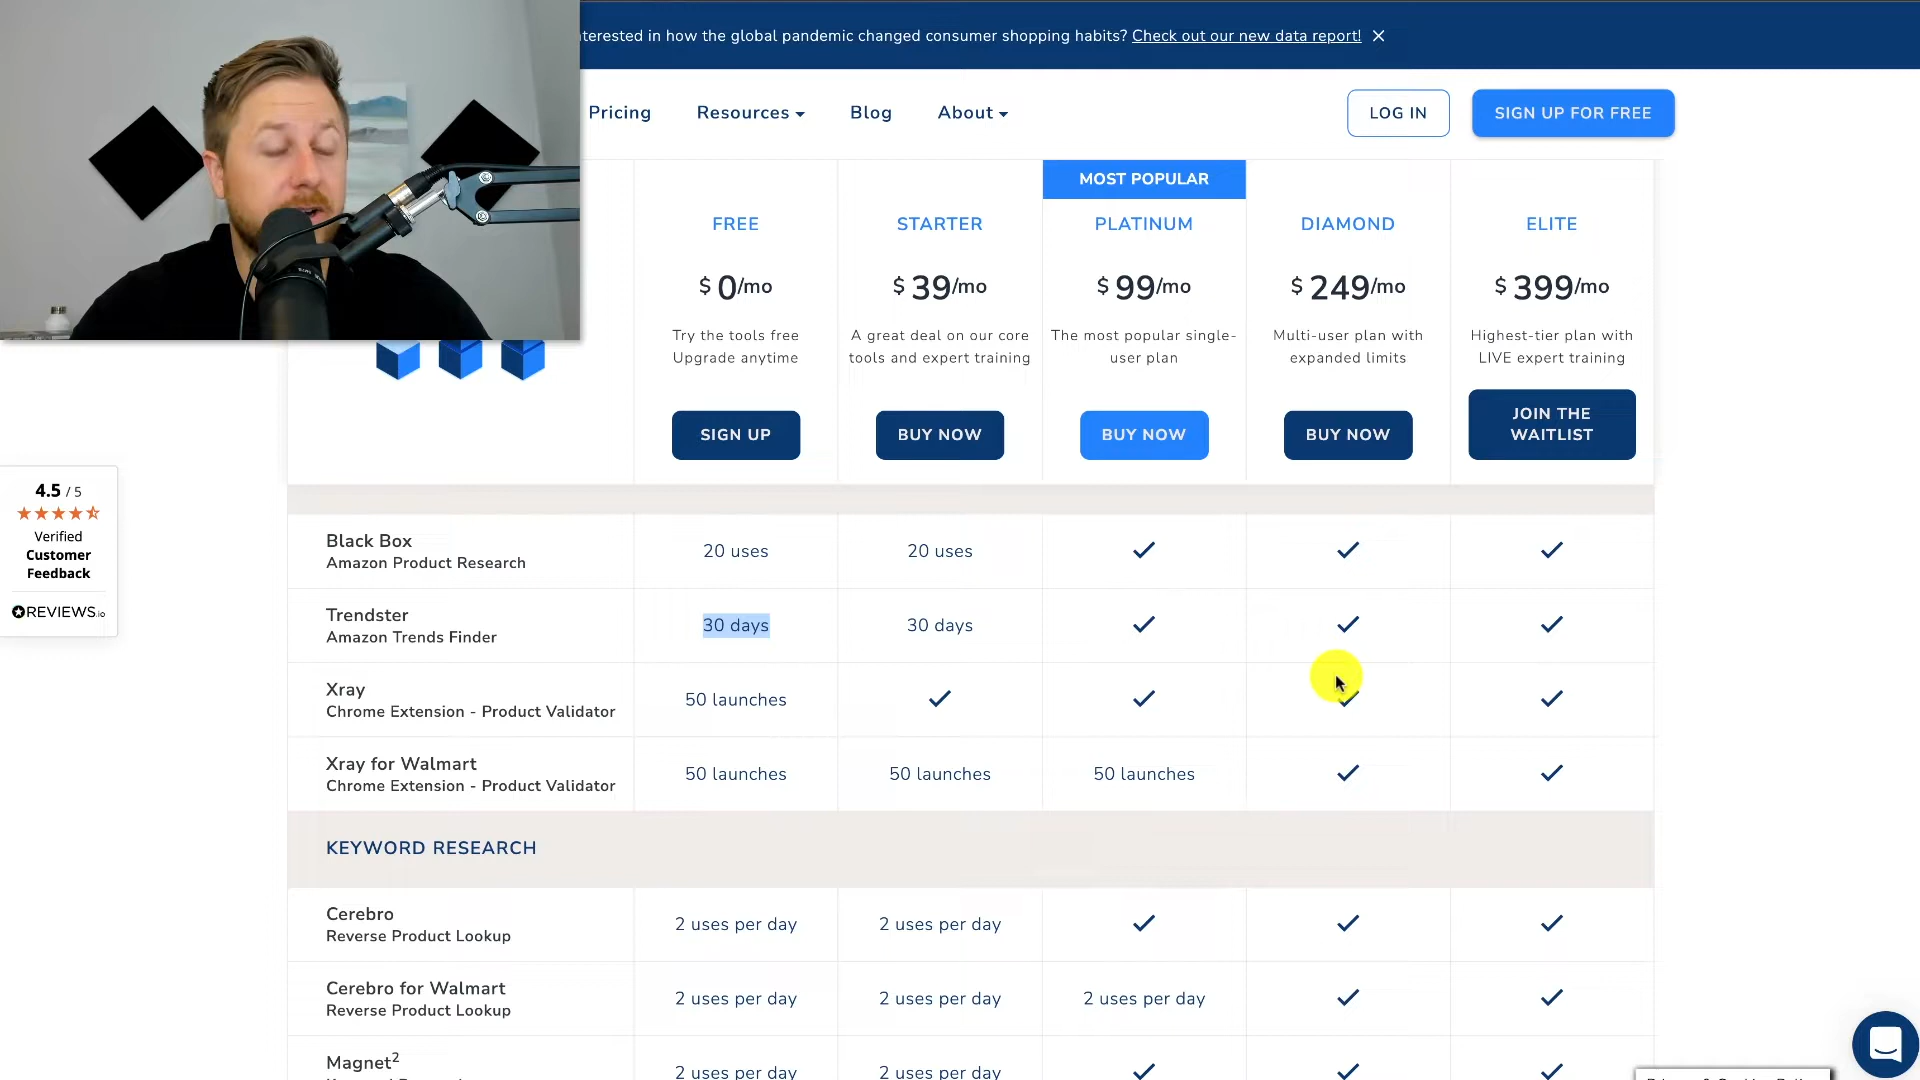 terested in how the global pandemic changed consumer shopping habits? Check out our new data report! ×
Pricing Resources Blog About LOG IN SIGN UP FOR FREE
MOST POPULAR
FREE STARTER PLATINUM DIAMOND ELITE
$ 0/mo $ 39/mo $ 99/mo $ 249/mo $ 399/mo
Try the tools free
Upgrade anytime
A great deal on our core
tools and expert training
The most popular single-
user plan
Multi-user plan with
expanded limits
Highest-tier plan with
LIVE expert training
SIGN UP BUY NOW BUY NOW BUY NOW
JOIN THE
WAITLIST
4.5 / 5
Verified
Customer
Feedback
REVIEWS.io
Black Box
Amazon Product Research
20 uses 20 uses
Trendster
Amazon Trends Finder
30 days 30 days
Xray
Chrome Extension - Product Validator
50 launches
Xray for Walmart
Chrome Extension - Product Validator
50 launches 50 launches 50 launches
KEYWORD RESEARCH
Cerebro
Reverse Product Lookup
2 uses per day 2 uses per day
Cerebro for Walmart
Reverse Product Lookup
2 uses per day 2 uses per day 2 uses per day
Magnet²
2 uses per day 2 uses per day